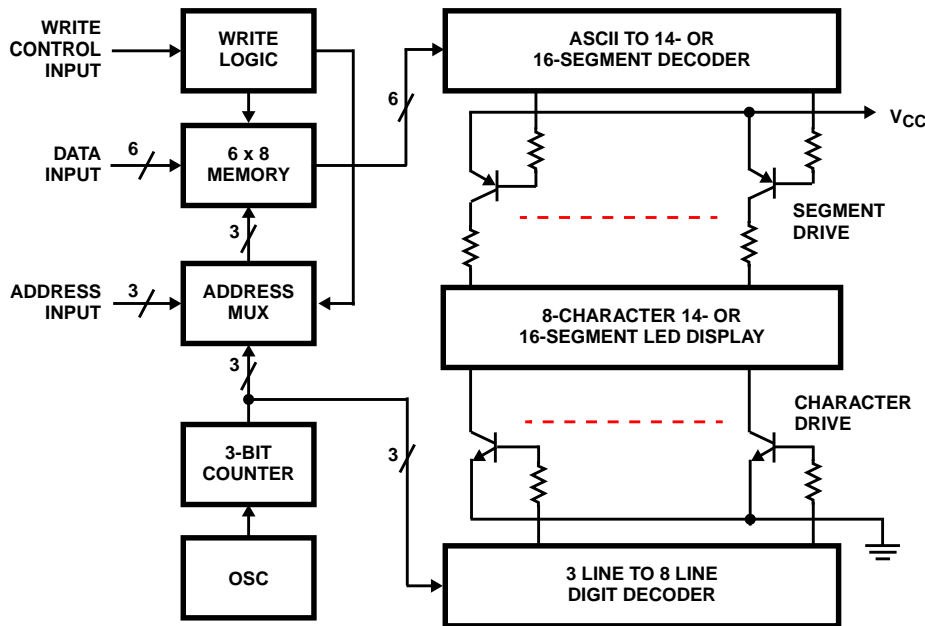 WRITE
CONTROL
INPUT
WRITE
LOGIC
ASCII TO 14- OR
16-SEGMENT DECODER
6
VCC
DATA
INPUT
6
6 x 8
MEMORY
SEGMENT
DRIVE
3
ADDRESS
INPUT
3
ADDRESS
MUX
8-CHARACTER 14- OR
16-SEGMENT LED DISPLAY
3
CHARACTER
DRIVE
3-BIT
COUNTER
3
OSC
3 LINE TO 8 LINE
DIGIT DECODER